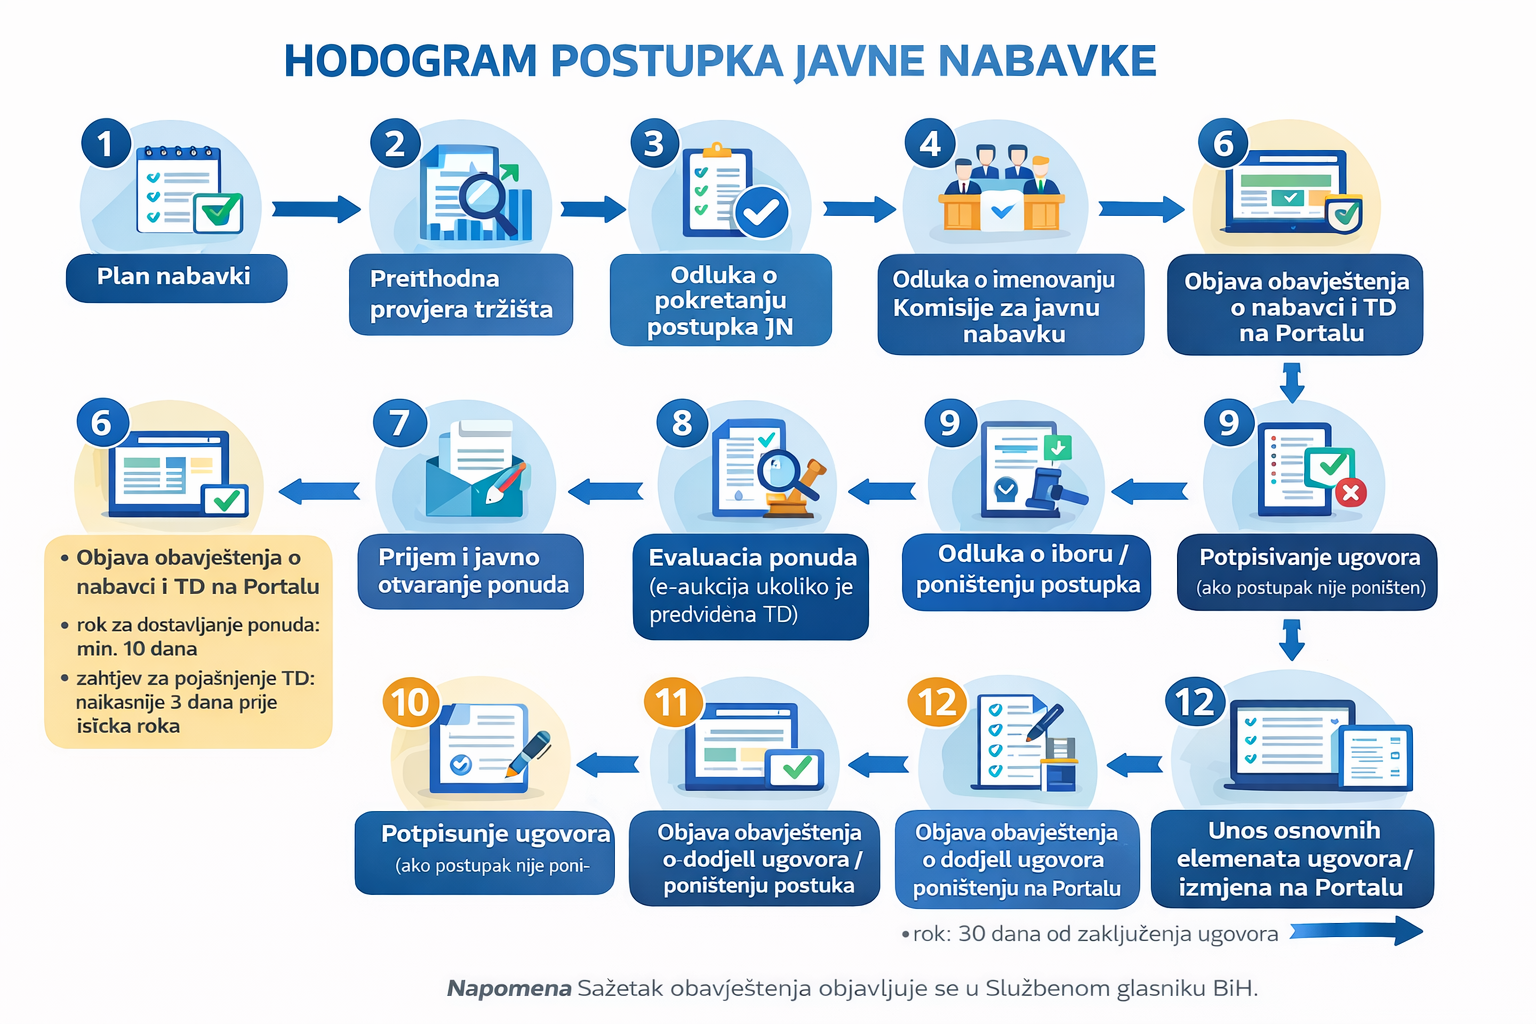 HODOGRAM POSTUPKA JAVNE NABAVKE
1
Plan nabavki
2
Prerthodna
provjera tržišta
3
Odluka o
pokretanju
postupka JN
4
Odluka o imenovanju
Komisije za javnu
nabavku
6
Objava obavještenja
o nabavci i TD
na Portalu
6
• Objava obavještenja o
nabavci i TD na Portalu
• rok za dostavljanje ponuda:
min. 10 dana
• zahtjev za pojašnjenje TD:
naikasnije 3 dana prije
isticka roka
7
Prijem i javno
otvaranje ponuda
8
Evaluacia ponuda
(e-aukcija ukoliko je
predvidena TD)
9
Odluka o iboru /
poništenju postupka
9
Potpisivanje ugovora
(ako postupak nije poništen)
10
Potpisunje ugovora
(ako postupak nije poni-
11
Objava obavještenja
o-dodjell ugovora /
poništenju postuka
12
Objava obavještenja
o dodjell ugovora
poništenju na Portalu
12
Unos osnovnih
elemenata ugovora/
izmjena na Portalu
• rok: 30 dana od zaključenja ugovora
Napomena Sažetak obavještenja objavljuje se u Službenom glasniku BiH.